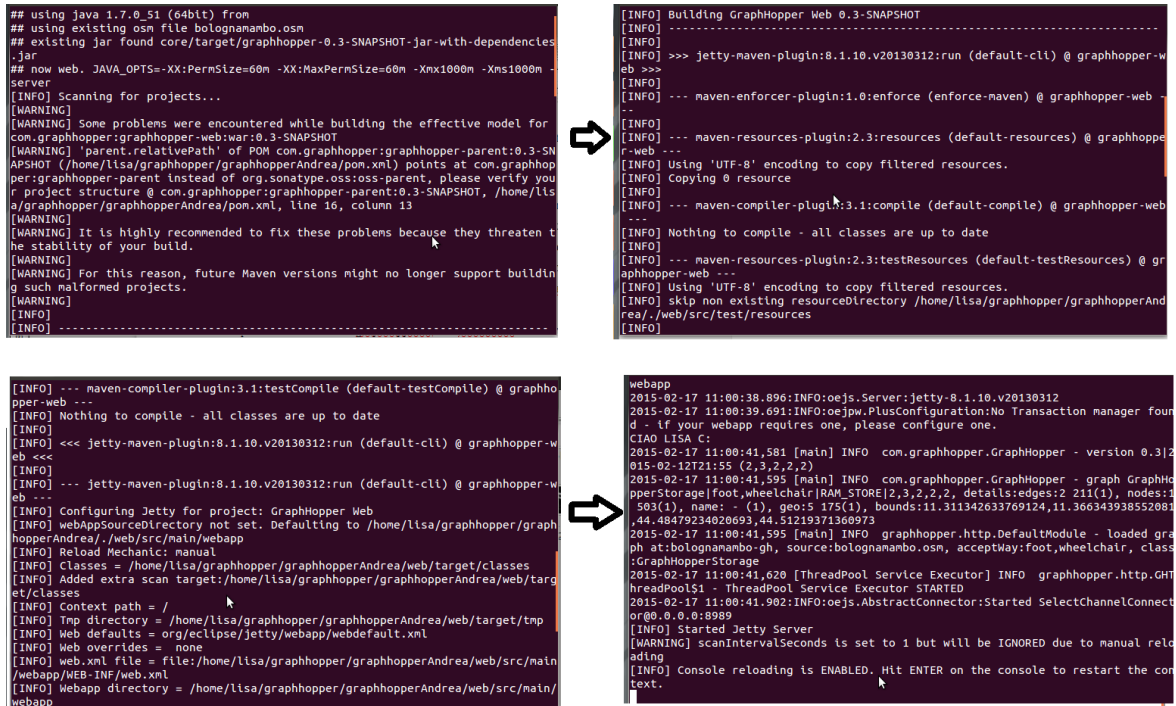 ## using java 1.7.0_51 (64bit) from
## using existing osm file bolognamambo.osm
## existing jar found core/target/graphhopper-0.3-SNAPSHOT-jar-with-dependencies
.jar
## now web. JAVA_OPTS=-XX:PermSize=60m -XX:MaxPermSize=60m -Xmx1000m -Xms1000m -
server
[INFO] Scanning for projects...
[WARNING]
[WARNING] Some problems were encountered while building the effective model for
com.graphhopper:graphhopper-web:war:0.3-SNAPSHOT
[WARNING] 'parent.relativePath' of POM com.graphhopper:graphhopper-parent:0.3-SN
APSHOT (/home/lisa/graphhopper/graphhopperAndrea/pom.xml) points at com.graphhop
per:graphhopper-parent instead of org.sonatype.oss:oss-parent, please verify you
r project structure @ com.graphhopper:graphhopper-parent:0.3-SNAPSHOT, /home/lis
a/graphhopper/graphhopperAndrea/pom.xml, line 16, column 13
[WARNING]
[WARNING] It is highly recommended to fix these problems because they threaten t
he stability of your build.
[WARNING]
[WARNING] For this reason, future Maven versions might no longer support buildin
g such malformed projects.
[WARNING]
[INFO]
[INFO] ------------------------------------------------------------------------
[INFO] Building GraphHopper Web 0.3-SNAPSHOT
[INFO] ------------------------------------------------------------------------
[INFO]
[INFO] >>> jetty-maven-plugin:8.1.10.v20130312:run (default-cli) @ graphhopper-w
eb >>>
[INFO]
[INFO] --- maven-enforcer-plugin:1.0:enforce (enforce-maven) @ graphhopper-web -
--
[INFO]
[INFO] --- maven-resources-plugin:2.3:resources (default-resources) @ graphhoppe
r-web ---
[INFO] Using 'UTF-8' encoding to copy filtered resources.
[INFO] Copying 0 resource
[INFO]
[INFO] --- maven-compiler-plugin:3.1:compile (default-compile) @ graphhopper-web
---
[INFO] Nothing to compile - all classes are up to date
[INFO]
[INFO] --- maven-resources-plugin:2.3:testResources (default-testResources) @ gr
aphhopper-web ---
[INFO] Using 'UTF-8' encoding to copy filtered resources.
[INFO] skip non existing resourceDirectory /home/lisa/graphhopper/graphhopperAnd
rea/./web/src/test/resources
[INFO]
[INFO] --- maven-compiler-plugin:3.1:testCompile (default-testCompile) @ graphho
pper-web ---
[INFO] Nothing to compile - all classes are up to date
[INFO]
[INFO] <<< jetty-maven-plugin:8.1.10.v20130312:run (default-cli) @ graphhopper-w
eb <<<
[INFO]
[INFO] --- jetty-maven-plugin:8.1.10.v20130312:run (default-cli) @ graphhopper-w
eb ---
[INFO] Configuring Jetty for project: GraphHopper Web
[INFO] webAppSourceDirectory not set. Defaulting to /home/lisa/graphhopper/graph
hopperAndrea/./web/src/main/webapp
[INFO] Reload Mechanic: manual
[INFO] Classes = /home/lisa/graphhopper/graphhopperAndrea/web/target/classes
[INFO] Added extra scan target:/home/lisa/graphhopper/graphhopperAndrea/web/targ
et/classes
[INFO] Context path = /
[INFO] Tmp directory = /home/lisa/graphhopper/graphhopperAndrea/web/target/tmp
[INFO] Web defaults = org/eclipse/jetty/webapp/webdefault.xml
[INFO] Web overrides =  none
[INFO] web.xml file = file:/home/lisa/graphhopper/graphhopperAndrea/web/src/main
/webapp/WEB-INF/web.xml
[INFO] Webapp directory = /home/lisa/graphhopper/graphhopperAndrea/web/src/main/
webapp
webapp
2015-02-17 11:00:38.896:INFO:oejs.Server:jetty-8.1.10.v20130312
2015-02-17 11:00:39.691:INFO:oejpw.PlusConfiguration:No Transaction manager foun
d - if your webapp requires one, please configure one.
CIAO LISA C:
2015-02-17 11:00:41,581 [main] INFO  com.graphhopper.GraphHopper - version 0.3|2
015-02-12T21:55 (2,3,2,2,2)
2015-02-17 11:00:41,595 [main] INFO  com.graphhopper.GraphHopper - graph GraphHo
pperStorage|foot,wheelchair|RAM_STORE|2,3,2,2,2, details:edges:2 211(1), nodes:1
503(1), name: - (1), geo:5 175(1), bounds:11.311342633769124,11.366343938552081
,44.48479234020693,44.51219371360973
2015-02-17 11:00:41,595 [main] INFO  graphhopper.http.DefaultModule - loaded gra
ph at:bolognamambo-gh, source:bolognamambo.osm, acceptWay:foot,wheelchair, class
:GraphHopperStorage
2015-02-17 11:00:41,620 [ThreadPool Service Executor] INFO  graphhopper.http.GHT
hreadPool$1 - ThreadPool Service Executor STARTED
2015-02-17 11:00:41.902:INFO:oejs.AbstractConnector:Started SelectChannelConnect
or@0.0.0.0:8989
[INFO] Started Jetty Server
[WARNING] scanIntervalSeconds is set to 1 but will be IGNORED due to manual relo
ading
[INFO] Console reloading is ENABLED. Hit ENTER on the console to restart the con
text.